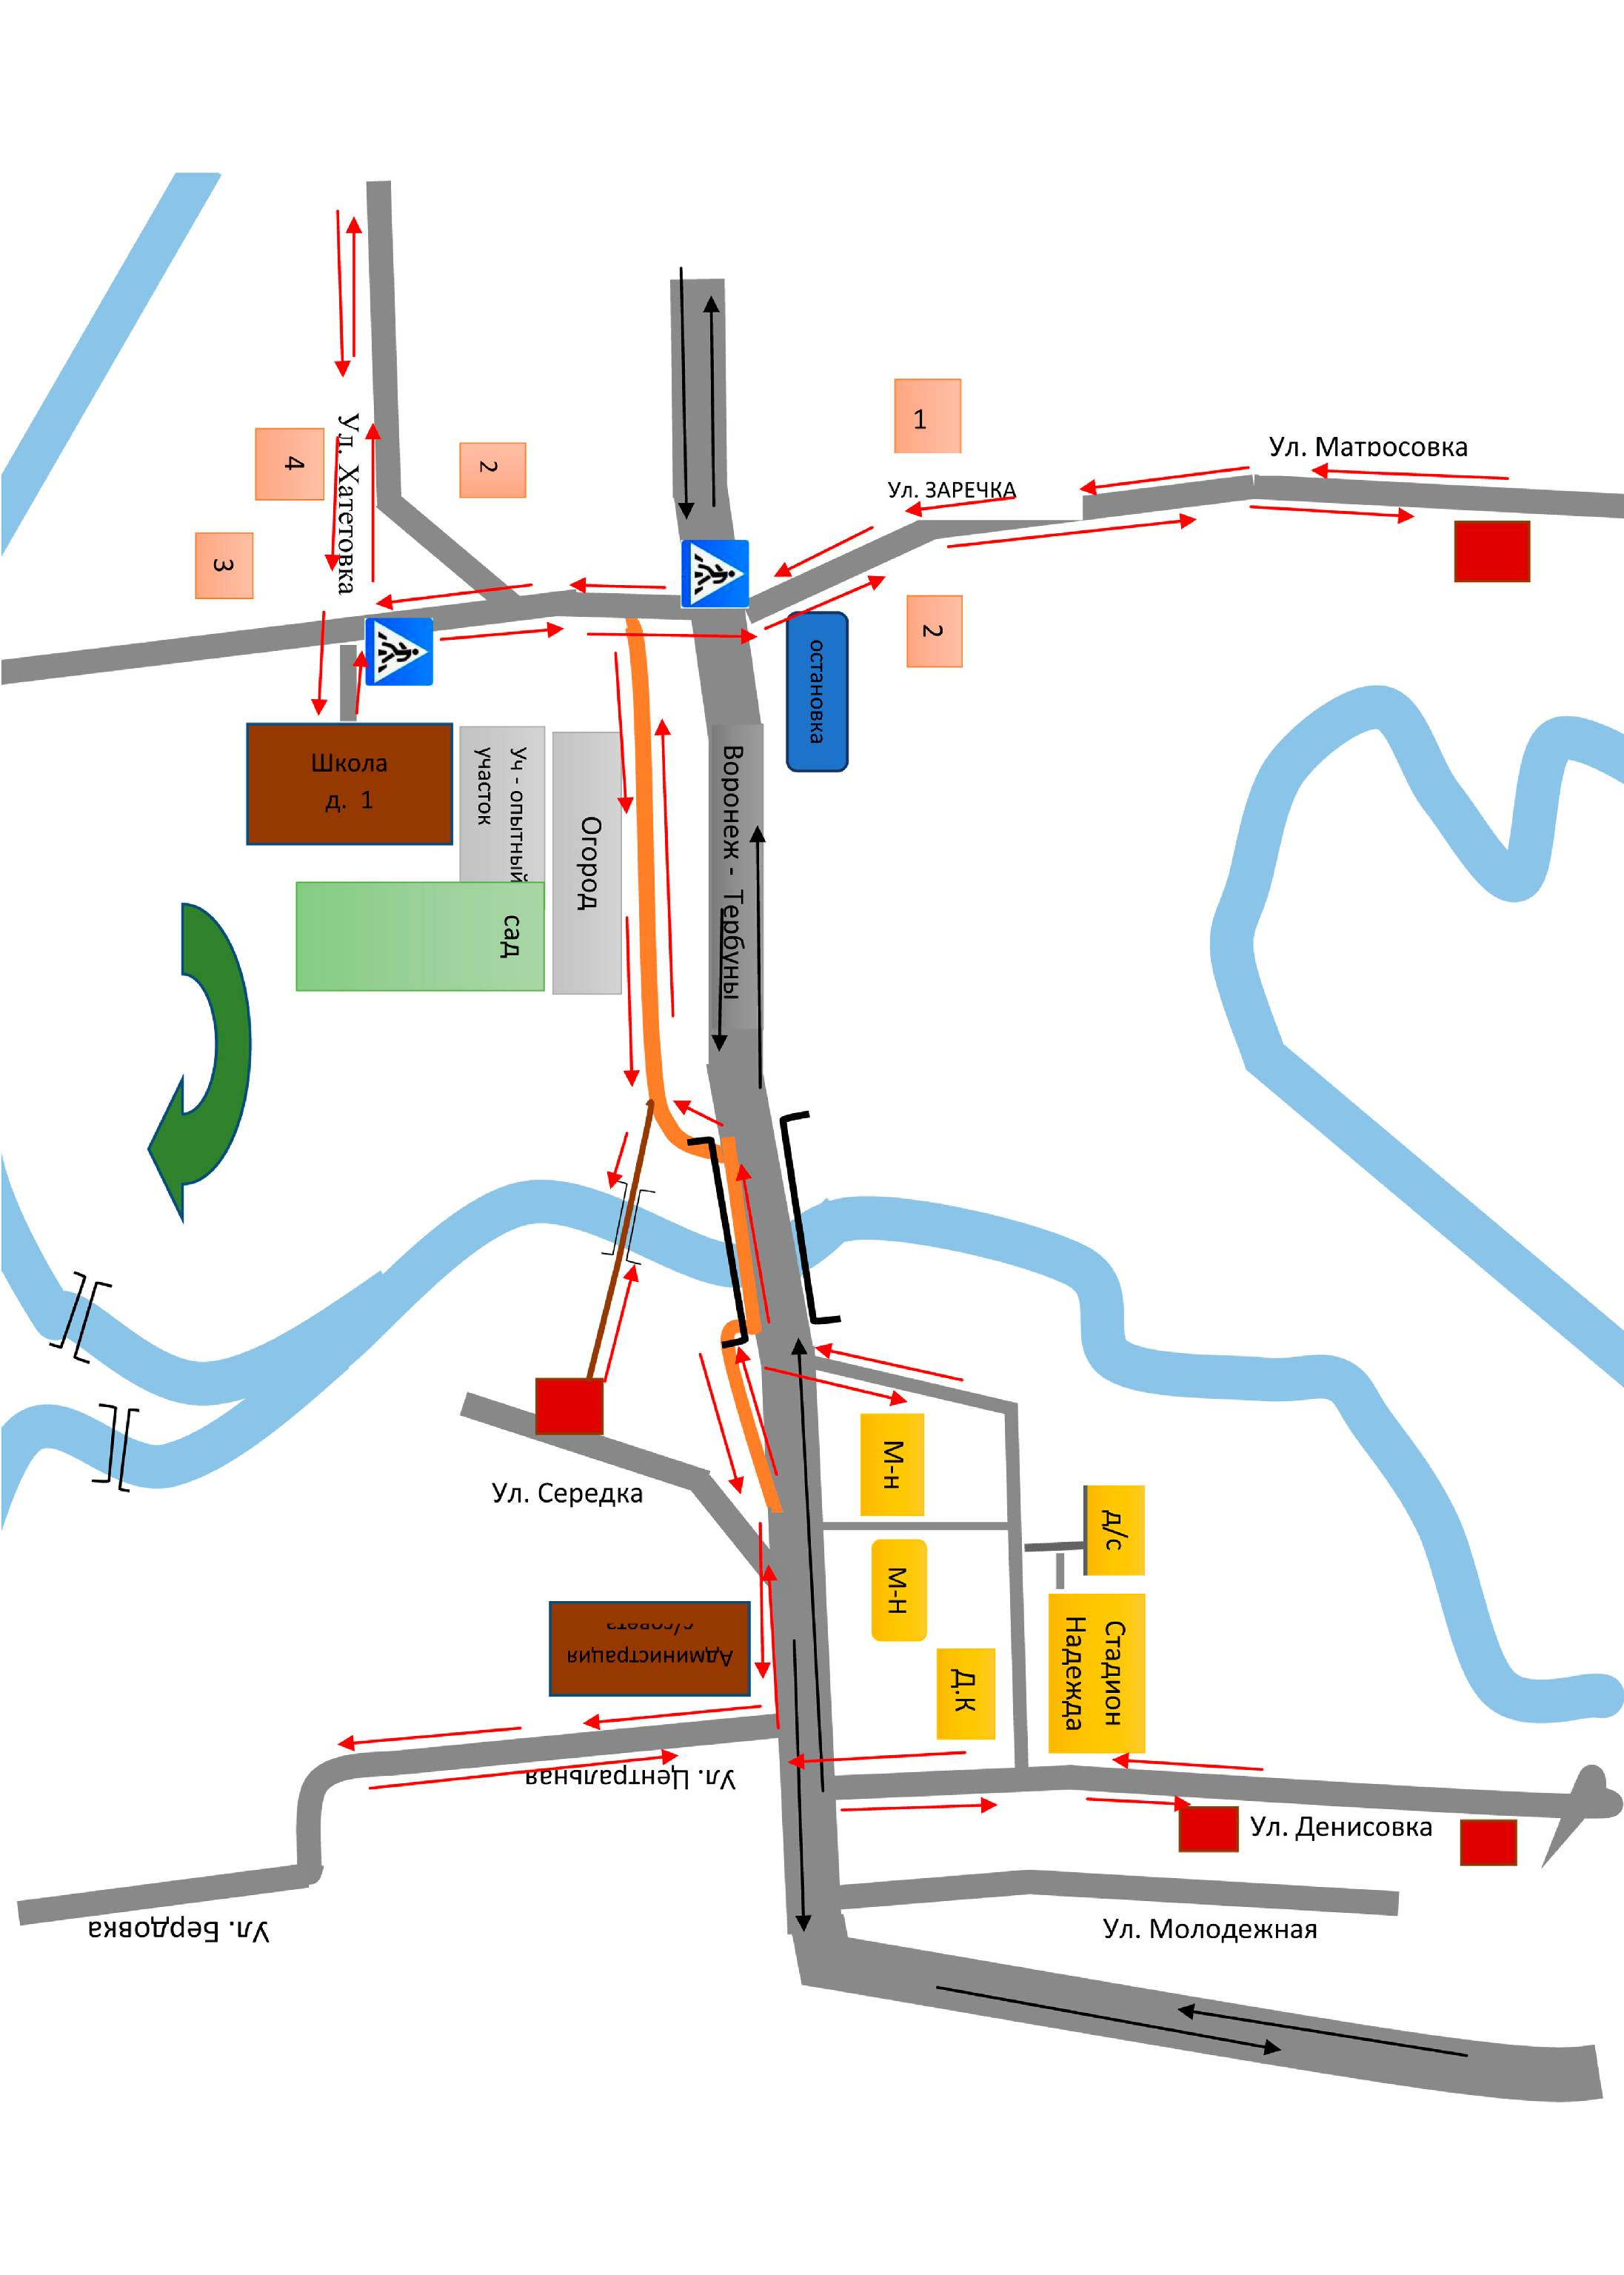 1
Ул. Матросовка
Ул. ЗАРЕЧКА
4
2
Ул. Хатетовка
3
2
остановка
Школа
д. 1
Уч - опытный
участок
Огород
Воронеж - Тербуны
сад
М-н
Ул. Середка
д/с
М-н
Стадион
Надежда
Администрация
с/совета
Д.К
Ул. Центральная
Ул. Денисовка
Ул. Бердовка
Ул. Молодежная